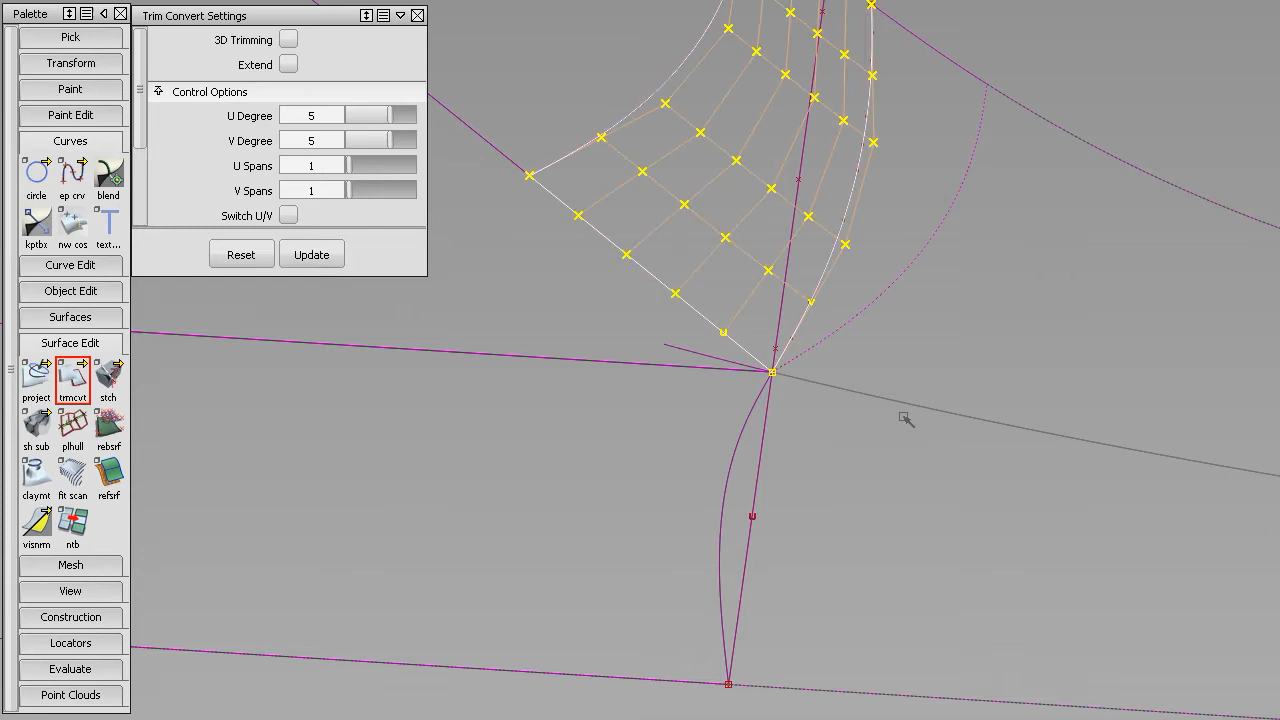 Palette
Pick
Transform
Paint
Paint Edit
Curves
circle
ep crv
blend
kptbx
nw cos
text...
Curve Edit
Object Edit
Surfaces
Surface Edit
project
trmcnt
stch
sh sub
plhull
rebsrf
claymt
fit scan
refsrf
visnrm
ntb
Mesh
View
Construction
Locators
Evaluate
Point Clouds
Trim Convert Settings
3D Trimming
Extend
Control Options
U Degree 5
V Degree 5
U Spans 1
V Spans 1
Switch U/V
Reset Update